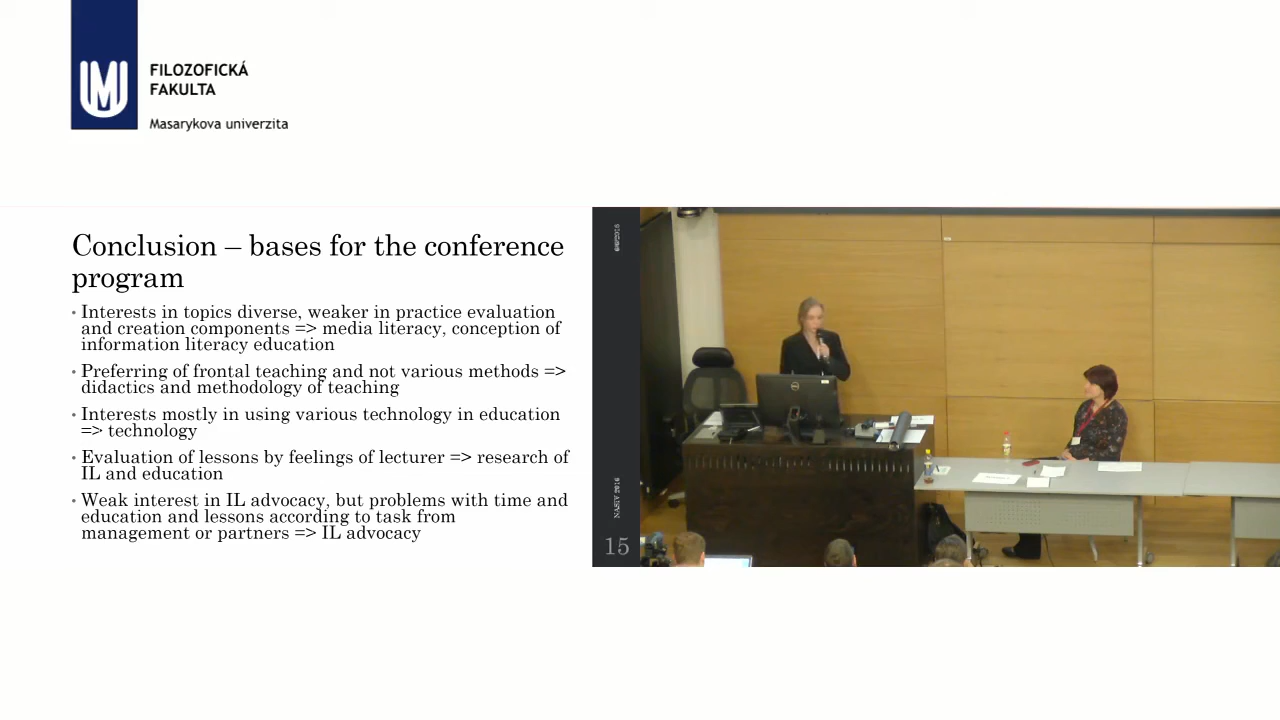 FILOZOFICKÁ
FAKULTA
Masarykova univerzita
Conclusion – bases for the conference
program
• Interests in topics diverse, weaker in practice evaluation
and creation components => media literacy, conception of
information literacy education
• Preferring of frontal teaching and not various methods =>
didactics and methodology of teaching
• Interests mostly in using various technology in education
=> technology
• Evaluation of lessons by feelings of lecturer => research of
IL and education
• Weak interest in IL advocacy, but problems with time and
education and lessons according to task from
management or partners => IL advocacy
15
DELL